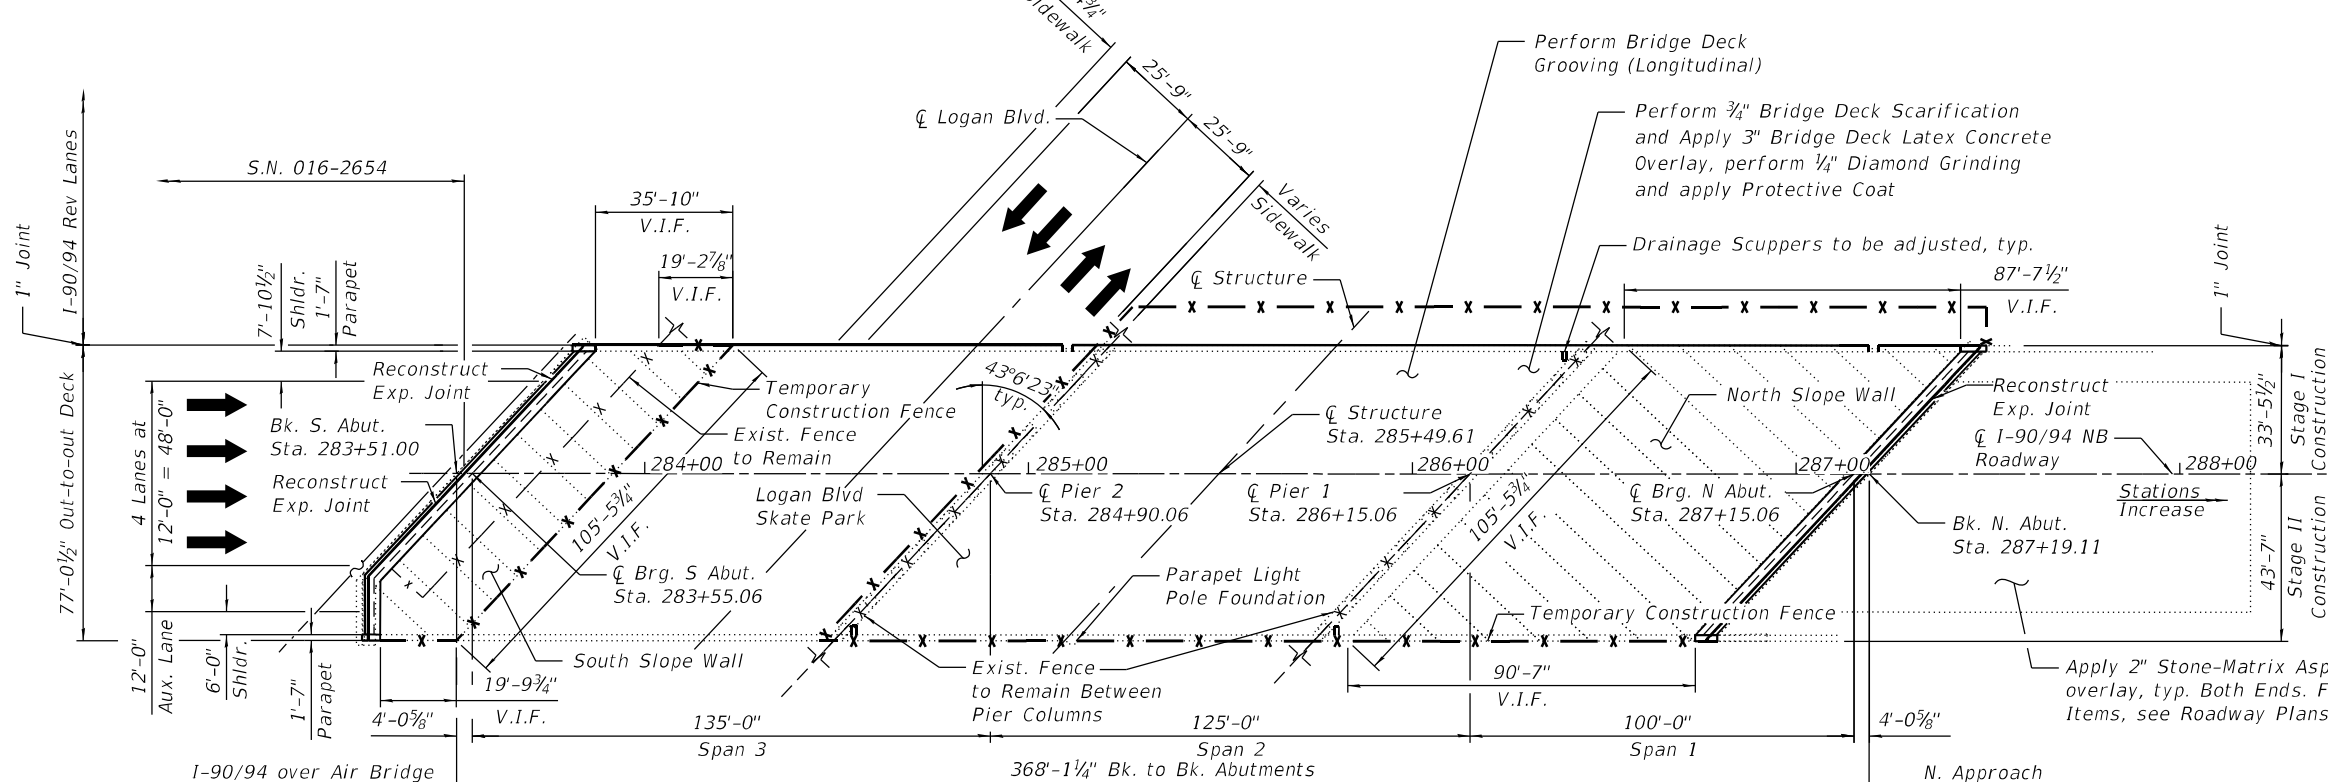 4¾"
Sidewalk
25'-9"
25'-9"
℄ Logan Blvd.
Varies
Sidewalk
Perform Bridge Deck
Grooving (Longitudinal)
Perform ¾" Bridge Deck Scarification
and Apply 3" Bridge Deck Latex Concrete
Overlay, perform ¼" Diamond Grinding
and apply Protective Coat
Drainage Scuppers to be adjusted, typ.
S.N. 016-2654
35'-10"
V.I.F.
19'-2⅞"
V.I.F.
℄ Structure
87'-7½"
V.I.F.
1" Joint
I-90/94 Rev Lanes
7'-10½"
Shldr.
1'-7"
Parapet
1" Joint
Reconstruct
Exp. Joint
Temporary
Construction Fence
Exist. Fence
to Remain
43°6'23"
typ
℄ Structure
Sta. 285+49.61
North Slope Wall
Reconstruct
Exp. Joint
℄ I-90/94 NB
Roadway
33'-5½"
Stage I
Construction
Bk. S. Abut.
Sta. 283+51.00
Reconstruct
Exp. Joint
4 Lanes at
12'-0" = 48'-0"
77'-0½" Out-to-out Deck
284+00
285+00
286+00
287+00
288+00
105'-5¾"
V.I.F.
Logan Blvd
Skate Park
℄ Pier 2
Sta. 284+90.06
℄ Pier 1
Sta. 286+15.06
105'-5¾"
V.I.F.
℄ Brg. N Abut.
Sta. 287+15.06
Stations
Increase
Bk. N. Abut.
Sta. 287+19.11
43'-7"
Stage II
Construction
℄ Brg. S Abut.
Sta. 283+55.06
Parapet Light
Pole Foundation
Temporary Construction Fence
12'-0"
Aux. Lane
6'-0"
Shldr.
1'-7"
Parapet
South Slope Wall
Exist. Fence
to Remain Between
Pier Columns
19'-9¾"
V.I.F.
90'-7"
V.I.F.
Apply 2" Stone-Matrix Asp
overlay, typ. Both Ends. F
Items, see Roadway Plans
4'-0⅝"
135'-0"
Span 3
125'-0"
Span 2
100'-0"
Span 1
4'-0⅝"
I-90/94 over Air Bridge
368'-1¼" Bk. to Bk. Abutments
N. Approach